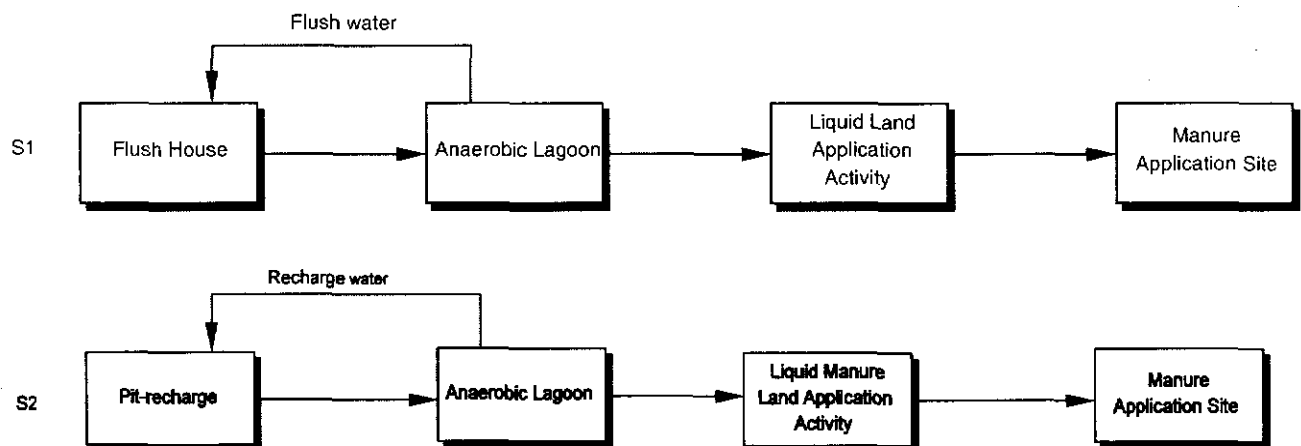 Flush water
S1
Flush House
Anaerobic Lagoon
Liquid Land
Application
Activity
Manure
Application Site
Recharge water
S2
Pit-recharge
Anaerobic Lagoon
Liquid Manure
Land Application
Activity
Manure
Application Site